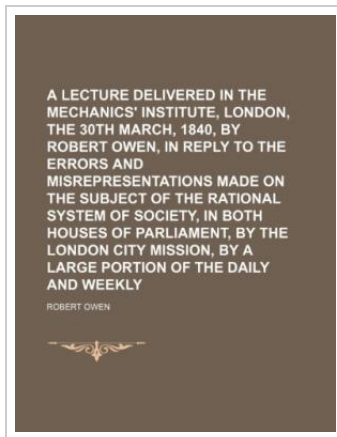 A LECTURE DELIVERED IN THE
MECHANICS' INSTITUTE, LONDON,
THE 30TH MARCH, 1840, BY
ROBERT OWEN, IN REPLY TO THE
ERRORS AND
MISREPRESENTATIONS MADE ON
THE SUBJECT OF THE RATIONAL
SYSTEM OF SOCIETY, IN BOTH
HOUSES OF PARLIAMENT, BY THE
LONDON CITY MISSION, BY A
LARGE PORTION OF THE DAILY
AND WEEKLY
ROBERT OWEN